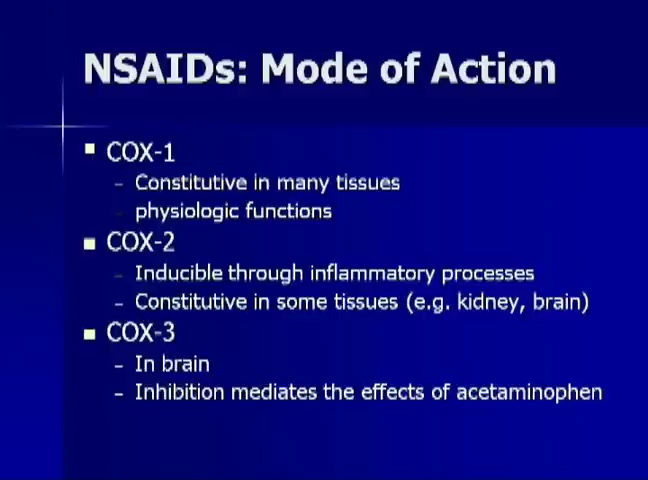 NSAIDs: Mode of Action
▪ COX-1
– Constitutive in many tissues
– physiologic functions
▪ COX-2
– Inducible through inflammatory processes
– Constitutive in some tissues (e.g. kidney, brain)
▪ COX-3
– In brain
– Inhibition mediates the effects of acetaminophen